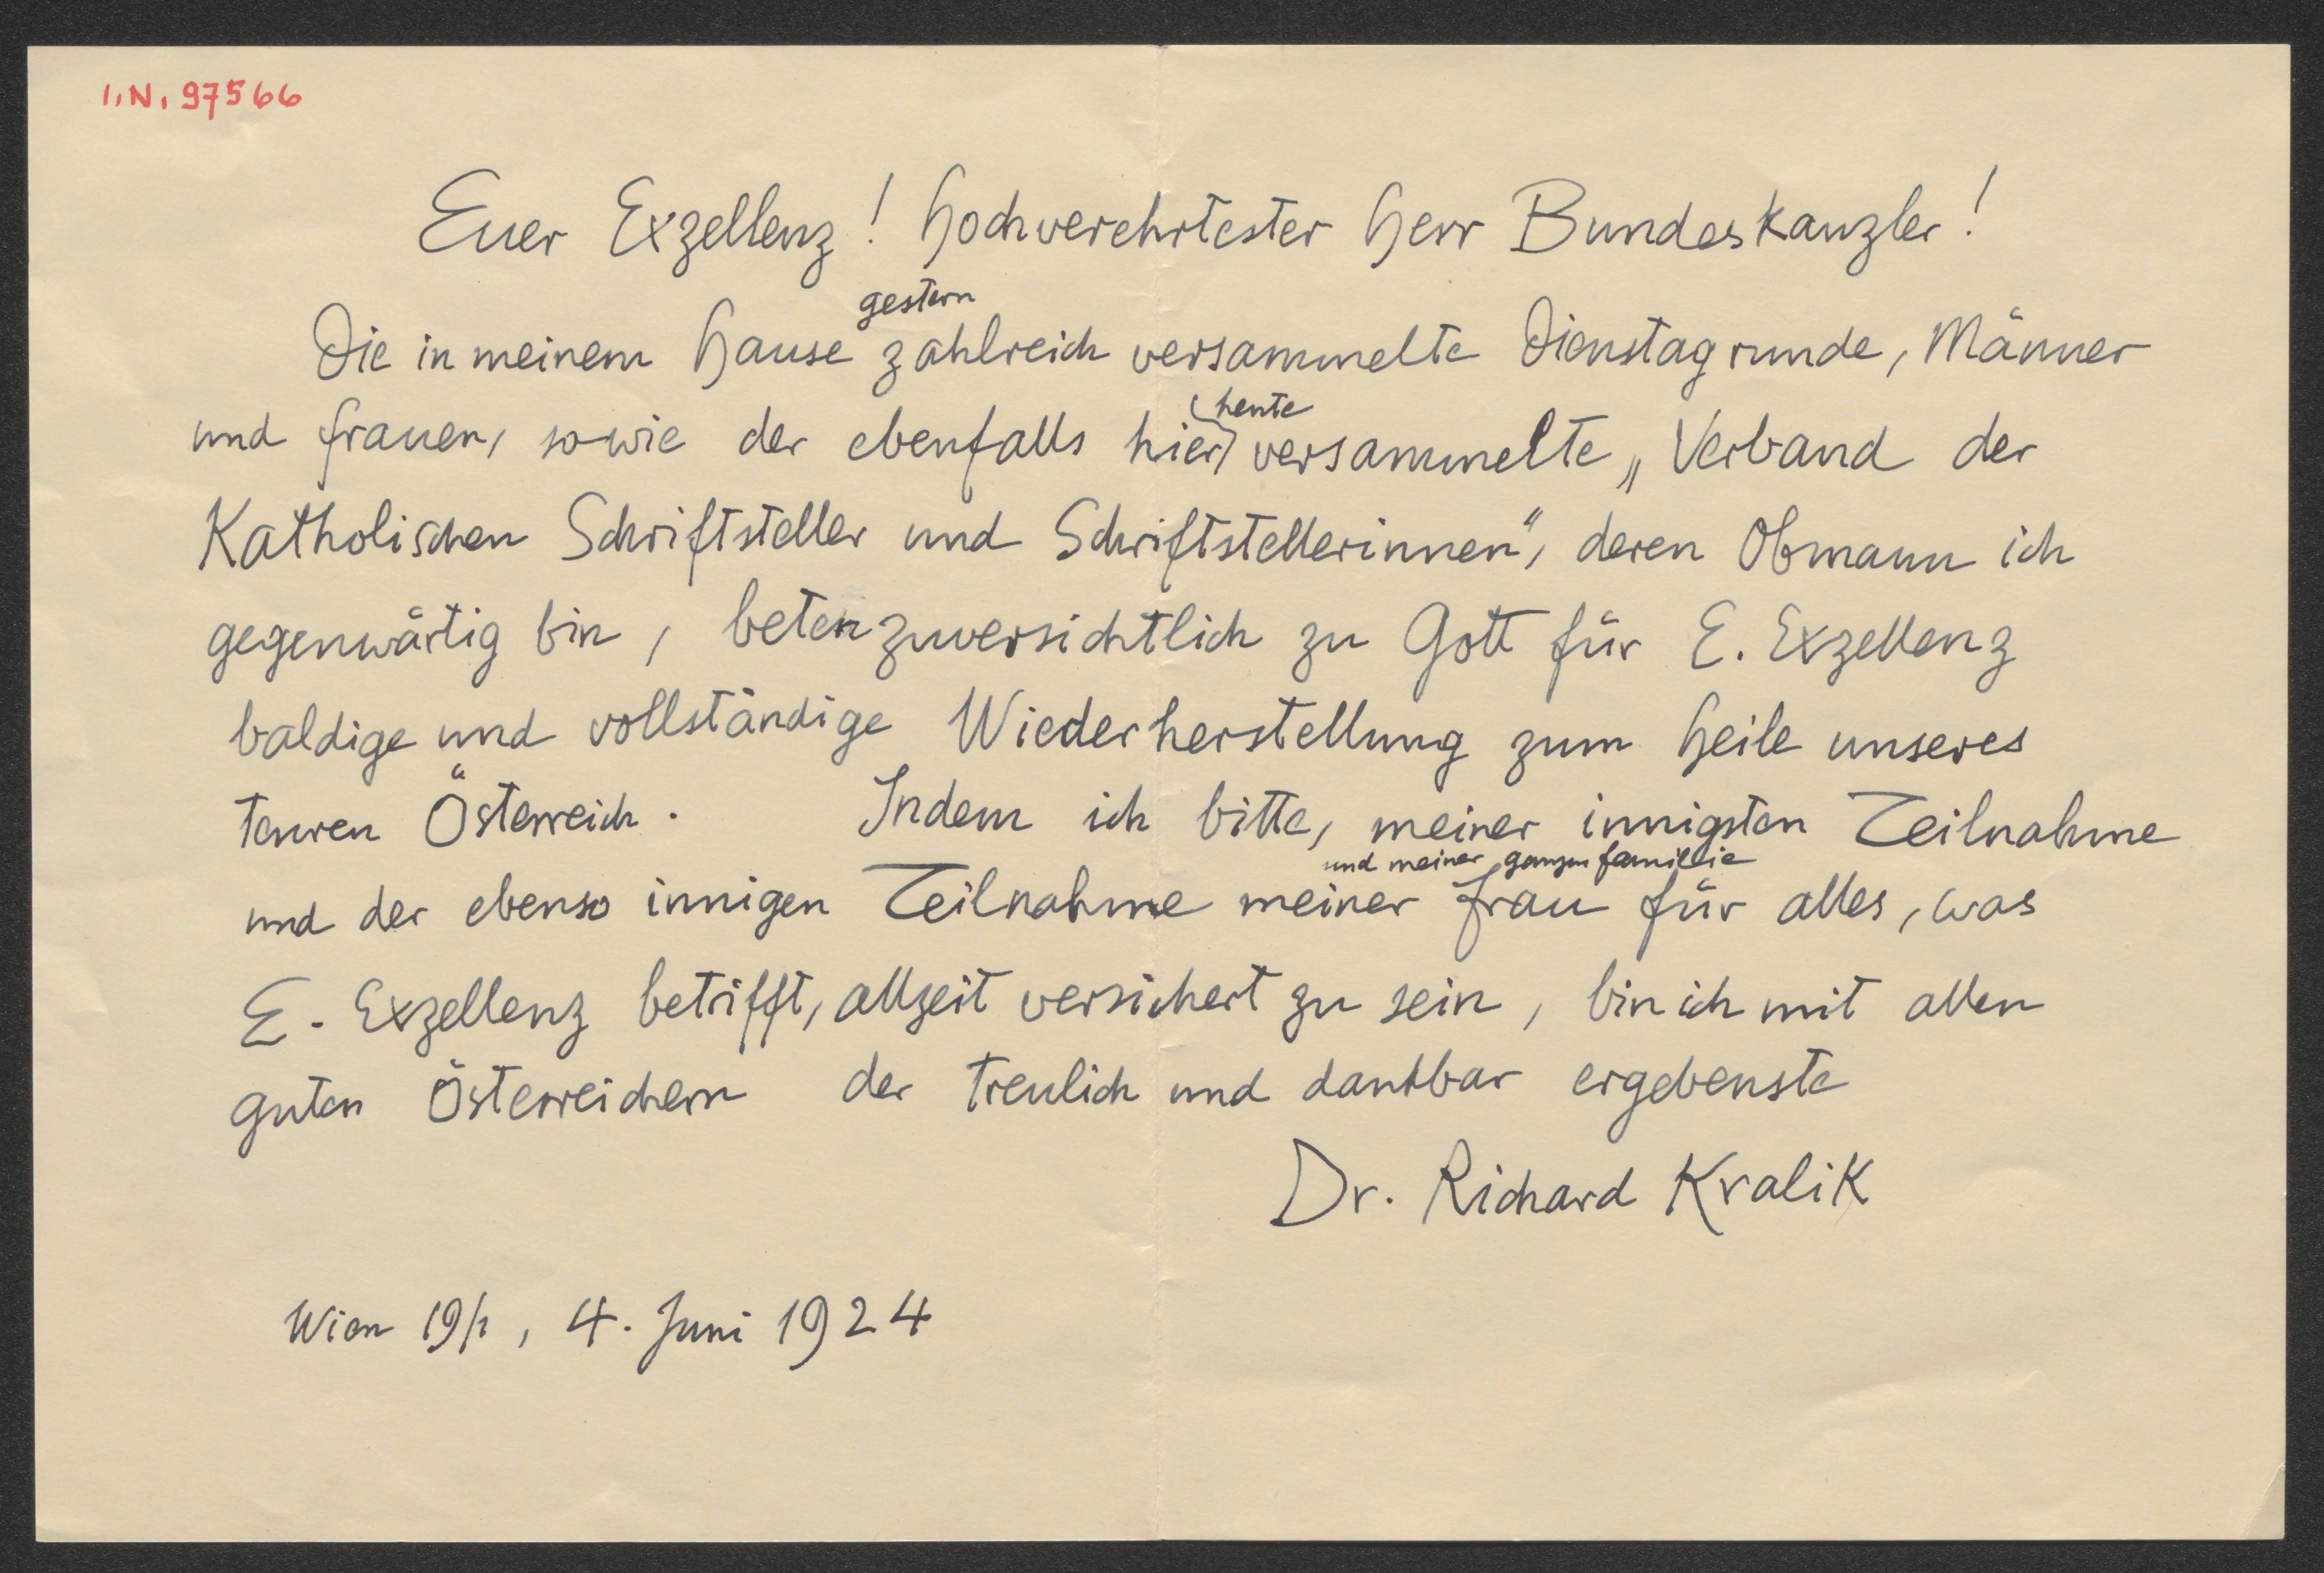 I.N. 97566
Euer Exzellenz! Hochverehrtester Herr Bundeskanzler!
gestern
Die in meinem Hause zahlreich versammelte Dienstagrunde, Männer
heute
und Frauen, sowie der ebenfalls hier versammelte „Verband der
Katholischen Schriftsteller und Schriftstellerinnen“, deren Obmann ich
gegenwärtig bin, beten zuversichtlich zu Gott für E. Exzellenz
baldige und vollständige Wiederherstellung zum Heile unseres
teuren Österreich. Indem ich bitte, meiner innigsten Teilnahme
und meiner ganzen Familie
und der ebenso innigen Teilnahme meiner Frau für alles, was
E. Exzellenz betrifft, allzeit versichert zu sein, bin ich mit allen
guten Österreichern der treulich und dankbar ergebenste
Dr. Richard Kralik
Wien 19/1, 4. Juni 1924